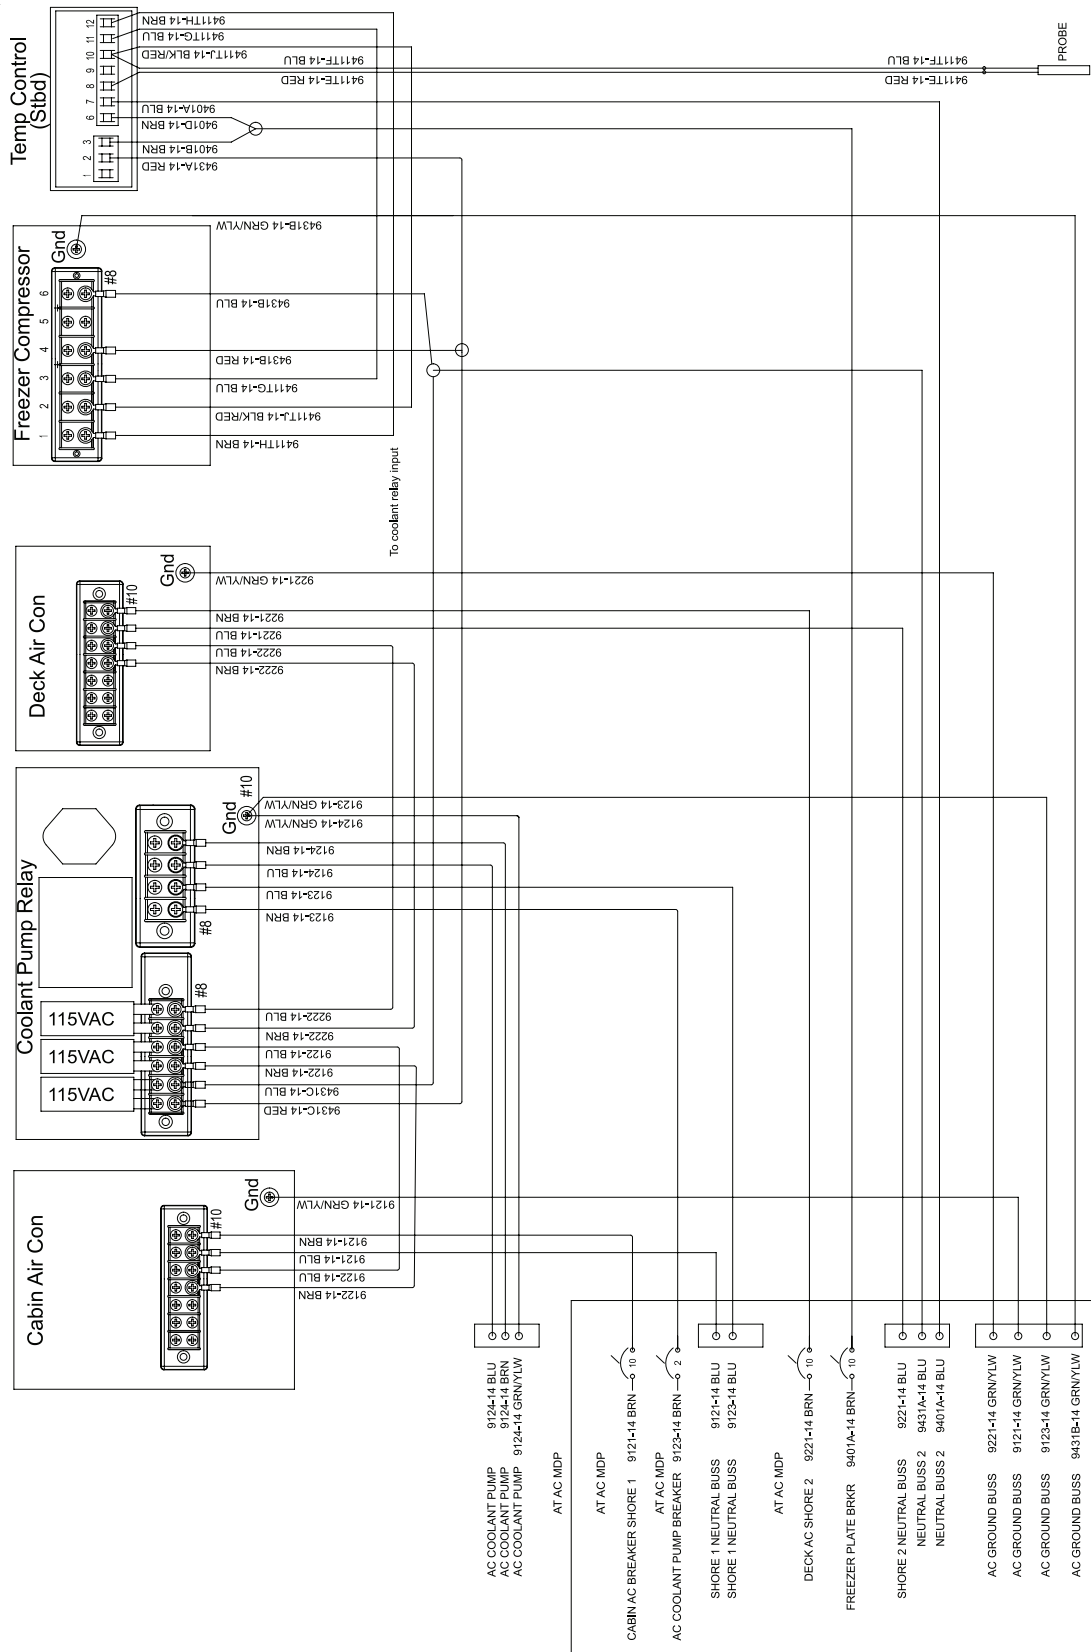 Temp Control
(Stbd)
12
11
10
9
8
7
6
3
2
1
9411TH-14 BRN
9411TG-14 BLU
9411TJ-14 BLK/RED
9401A-14 BLU
9401D-14 BRN
9401B-14 BRN
9431A-14 RED
9411TF-14 BLU
9411TE-14 RED
9411TF-14 BLU
9411TE-14 RED
PROBE
Freezer Compressor
Gnd
#8
6
5
4
3
2
1
9431B-14 GRN/YLW
9431B-14 BLU
9431B-14 RED
9411TG-14 BLU
9411TJ-14 BLK/RED
9411TH-14 BRN
To coolant relay input
Deck Air Con
Gnd
#10
9221-14 GRN/YLW
9221-14 BRN
9221-14 BLU
9222-14 BLU
9222-14 BRN
Coolant Pump Relay
Gnd
#10
#8
9123-14 GRN/YLW
9124-14 GRN/YLW
9124-14 BRN
9124-14 BLU
9123-14 BLU
9123-14 BRN
#8
115VAC
115VAC
115VAC
9222-14 BLU
9222-14 BRN
9122-14 BLU
9122-14 BRN
9431C-14 BLU
9431C-14 RED
Cabin Air Con
Gnd
#10
9121-14 GRN/YLW
9121-14 BRN
9121-14 BLU
9122-14 BLU
9122-14 BRN
AC COOLANT PUMP 9124-14 BLU
AC COOLANT PUMP 9124-14 BRN
AC COOLANT PUMP 9124-14 GRN/YLW
AT AC MDP
AT AC MDP
CABIN AC BREAKER SHORE 1 9121-14 BRN 10
AT AC MDP
AC COOLANT PUMP BREAKER 9123-14 BRN 2
SHORE 1 NEUTRAL BUSS 9121-14 BLU
SHORE 1 NEUTRAL BUSS 9123-14 BLU
AT AC MDP
DECK AC SHORE 2 9221-14 BRN 10
FREEZER PLATE BRKR 9401A-14 BRN 10
SHORE 2 NEUTRAL BUSS 9221-14 BLU
NEUTRAL BUSS 2 9431A-14 BLU
NEUTRAL BUSS 2 9401A-14 BLU
AC GROUND BUSS 9221-14 GRN/YLW
AC GROUND BUSS 9121-14 GRN/YLW
AC GROUND BUSS 9123-14 GRN/YLW
AC GROUND BUSS 9431B-14 GRN/YLW